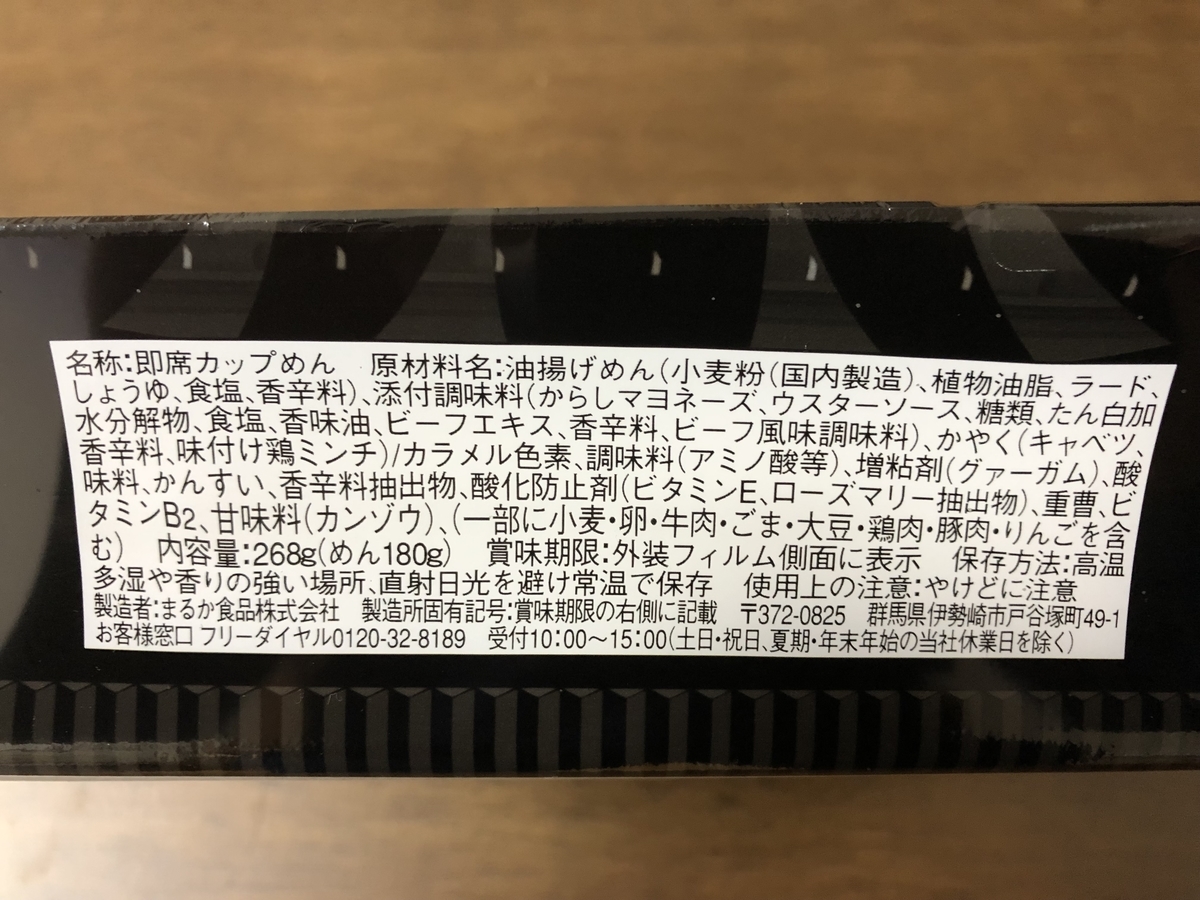 名称:即席カップめん　原材料名:油揚げめん(小麦粉(国内製造)、植物油脂、ラード、
しょうゆ、食塩、香辛料)、添付調味料(からしマヨネーズ、ウスターソース、糖類、たん白加
水分解物、食塩、香味油、ビーフエキス、香辛料、ビーフ風味調味料)、かやく(キャベツ、
香辛料、味付け鶏ミンチ)/カラメル色素、調味料(アミノ酸等)、増粘剤(グァーガム)、酸
味料、かんすい、香辛料抽出物、酸化防止剤(ビタミンE、ローズマリー抽出物)、重曹、ビ
タミンB2、甘味料(カンゾウ)、(一部に小麦・卵・牛肉・ごま・大豆・鶏肉・豚肉・りんごを含
む)　内容量:268g(めん180g)　賞味期限:外装フィルム側面に表示　保存方法:高温
多湿や香りの強い場所、直射日光を避け常温で保存　使用上の注意:やけどに注意
製造者:まるか食品株式会社　製造所固有記号:賞味期限の右側に記載　〒372-0825　群馬県伊勢崎市戸谷塚町49-1
お客様窓口 フリーダイヤル0120-32-8189　受付10:00〜15:00(土日・祝日、夏期・年末年始の当社休業日を除く)